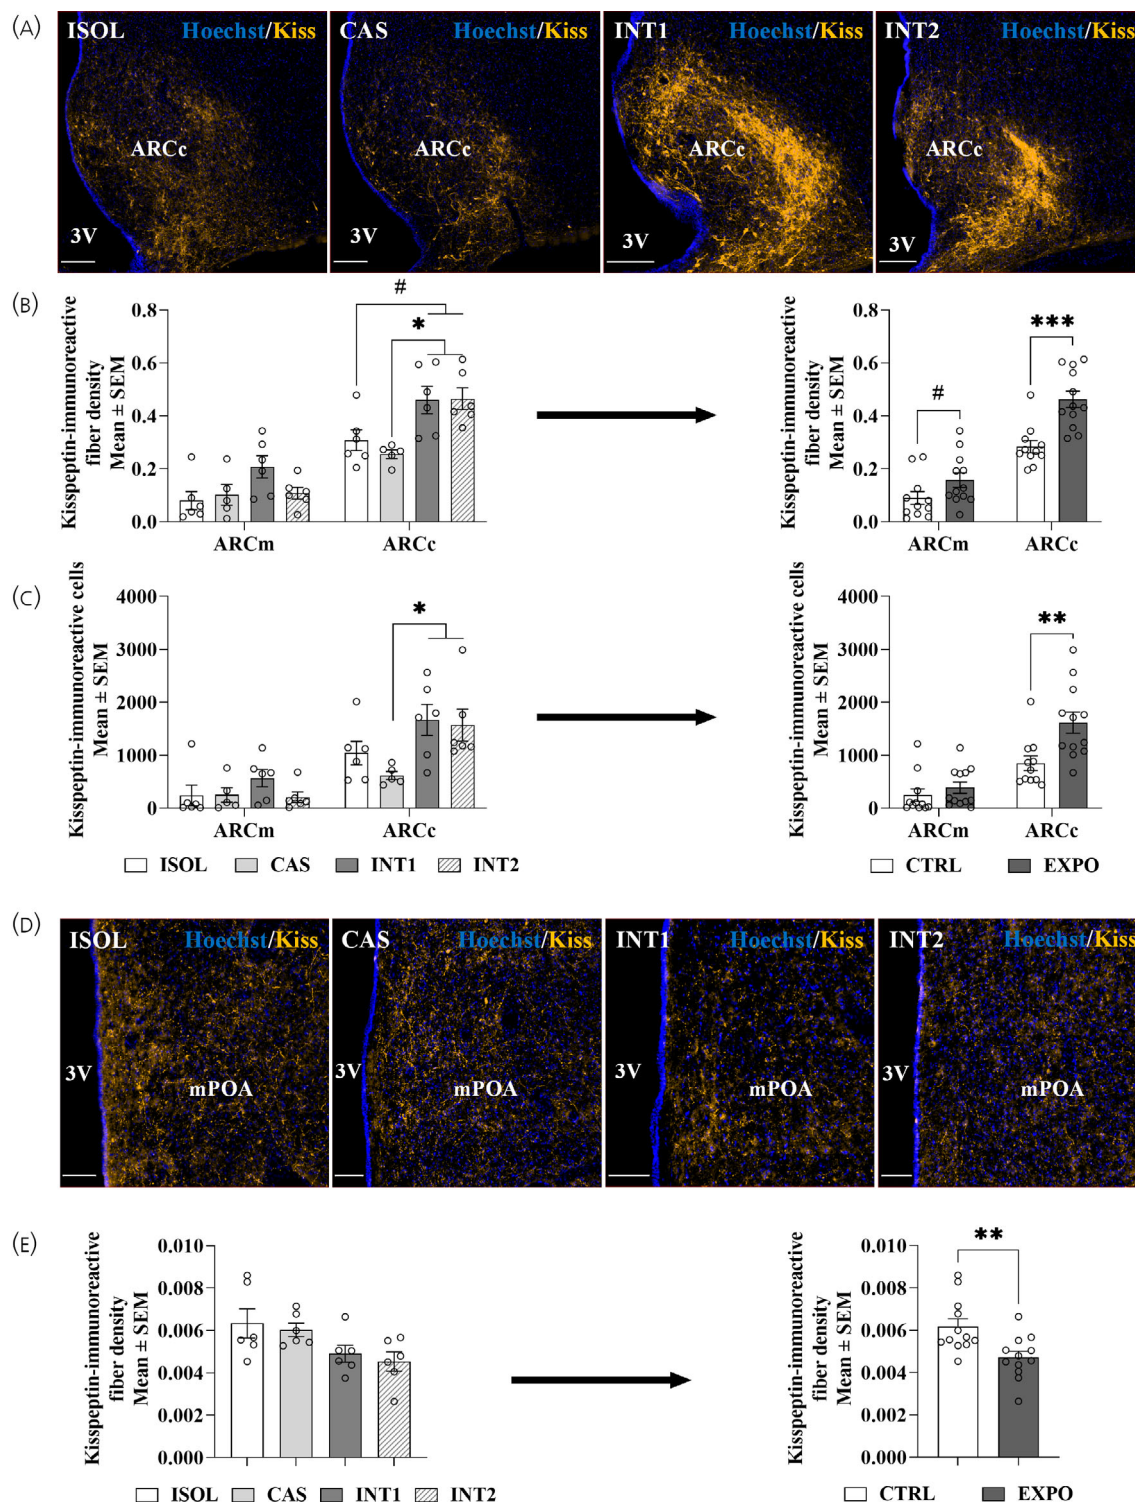 (A)
ISOL Hoechst/Kiss CAS Hoechst/Kiss INT1 Hoechst/Kiss INT2 Hoechst/Kiss
ARCc ARCc ARCc ARCc
3V 3V 3V 3V
(B)
Kisspeptin-immunoreactive
fiber density
Mean ± SEM
0.8
0.6
0.4
0.2
0.0
#
*
ARCm ARCc
Kisspeptin-immunoreactive
fiber density
Mean ± SEM
0.8
0.6
0.4
0.2
0.0
#
***
ARCm ARCc
(C)
Kisspeptin-immunoreactive cells
Mean ± SEM
4000
3000
2000
1000
0
*
ARCm ARCc
ISOL CAS INT1 INT2
Kisspeptin-immunoreactive cells
Mean ± SEM
4000
3000
2000
1000
0
**
ARCm ARCc
CTRL EXPO
(D)
ISOL Hoechst/Kiss CAS Hoechst/Kiss INT1 Hoechst/Kiss INT2 Hoechst/Kiss
3V mPOA 3V mPOA 3V mPOA 3V mPOA
(E)
Kisspeptin-immunoreactive
fiber density
Mean ± SEM
0.010
0.008
0.006
0.004
0.002
0.000
ISOL CAS INT1 INT2
Kisspeptin-immunoreactive
fiber density
Mean ± SEM
0.010
0.008
0.006
0.004
0.002
0.000
**
CTRL EXPO